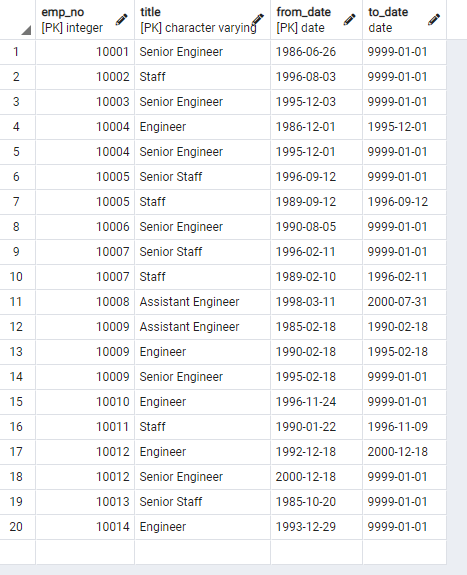 emp_no title from_date to_date
[PK] integer [PK] character varying [PK] date date
1 10001 Senior Engineer 1986-06-26 9999-01-01
2 10002 Staff 1996-08-03 9999-01-01
3 10003 Senior Engineer 1995-12-03 9999-01-01
4 10004 Engineer 1986-12-01 1995-12-01
5 10004 Senior Engineer 1995-12-01 9999-01-01
6 10005 Senior Staff 1996-09-12 9999-01-01
7 10005 Staff 1989-09-12 1996-09-12
8 10006 Senior Engineer 1990-08-05 9999-01-01
9 10007 Senior Staff 1996-02-11 9999-01-01
10 10007 Staff 1989-02-10 1996-02-11
11 10008 Assistant Engineer 1998-03-11 2000-07-31
12 10009 Assistant Engineer 1985-02-18 1990-02-18
13 10009 Engineer 1990-02-18 1995-02-18
14 10009 Senior Engineer 1995-02-18 9999-01-01
15 10010 Engineer 1996-11-24 9999-01-01
16 10011 Staff 1990-01-22 1996-11-09
17 10012 Engineer 1992-12-18 2000-12-18
18 10012 Senior Engineer 2000-12-18 9999-01-01
19 10013 Senior Staff 1985-10-20 9999-01-01
20 10014 Engineer 1993-12-29 9999-01-01